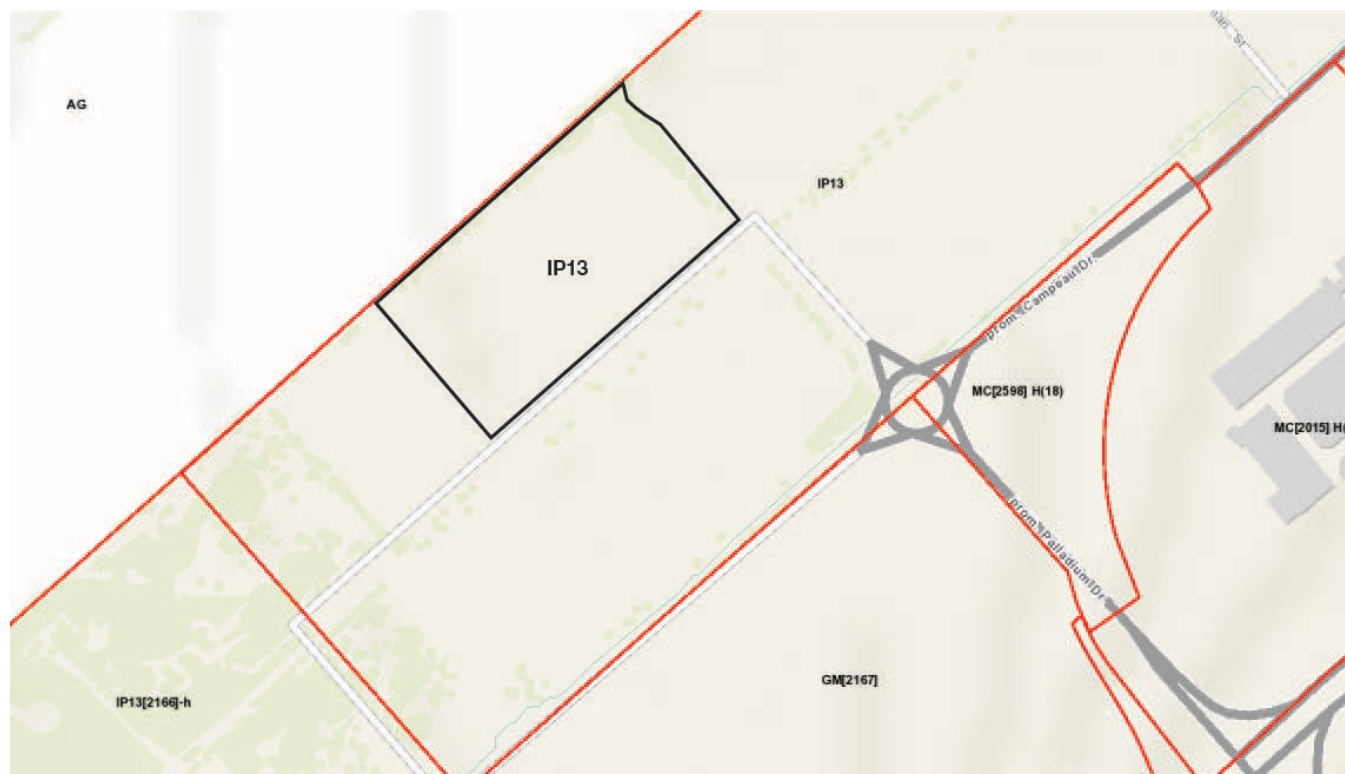 AG
IP13
IP13
prom Campeau Dr.
MC[2598] H(18)
MC[2015] H(
prom Palladium Dr.
GM[2167]
IP13[2166]-h